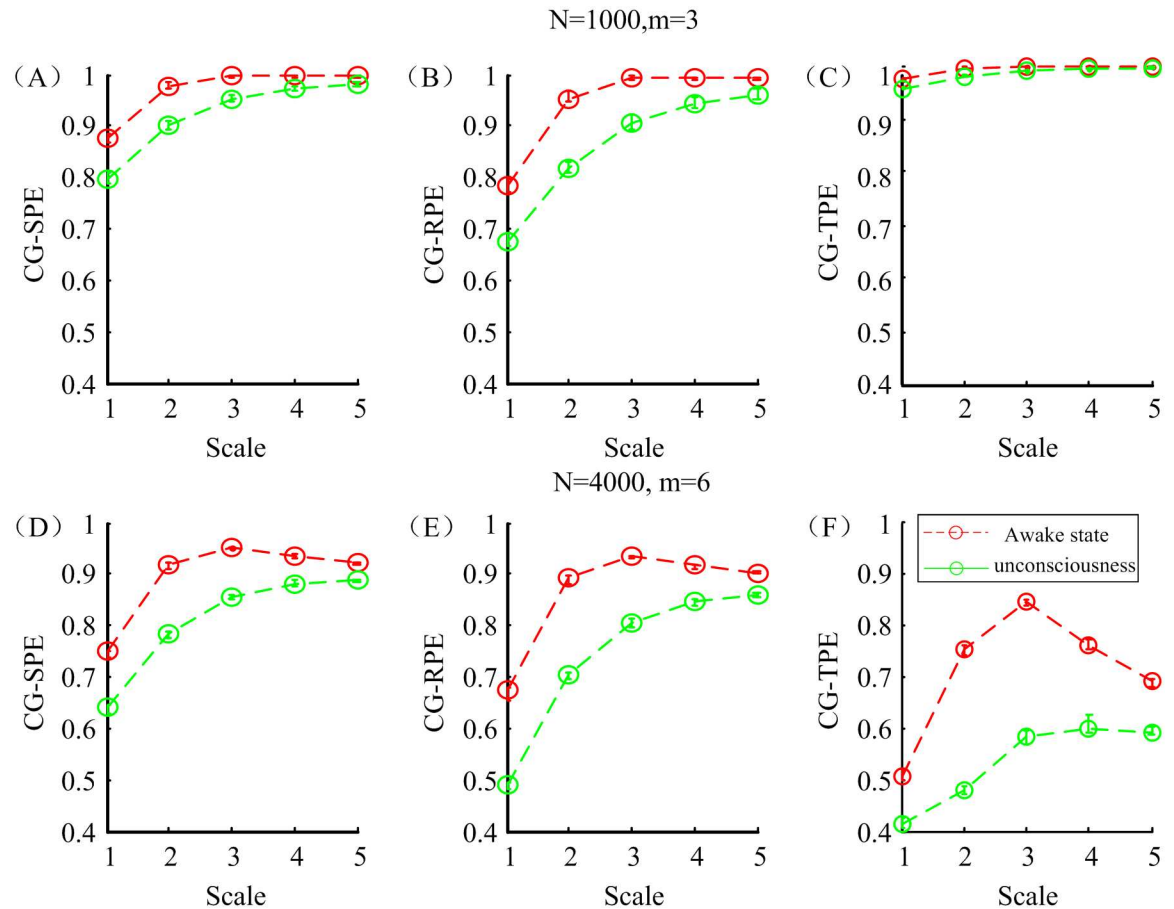 N=1000,m=3
(A)
1
0.9
0.8
0.7
0.6
0.5
0.4
CG-SPE
1 2 3 4 5
Scale
(B)
1
0.9
0.8
0.7
0.6
0.5
0.4
CG-RPE
1 2 3 4 5
Scale
(C)
1
0.9
0.8
0.7
0.6
0.5
0.4
CG-TPE
1 2 3 4 5
Scale
N=4000, m=6
(D)
1
0.9
0.8
0.7
0.6
0.5
0.4
CG-SPE
1 2 3 4 5
Scale
(E)
1
0.9
0.8
0.7
0.6
0.5
0.4
CG-RPE
1 2 3 4 5
Scale
(F)
1
0.9
0.8
0.7
0.6
0.5
0.4
CG-TPE
Awake state
unconsciousness
1 2 3 4 5
Scale